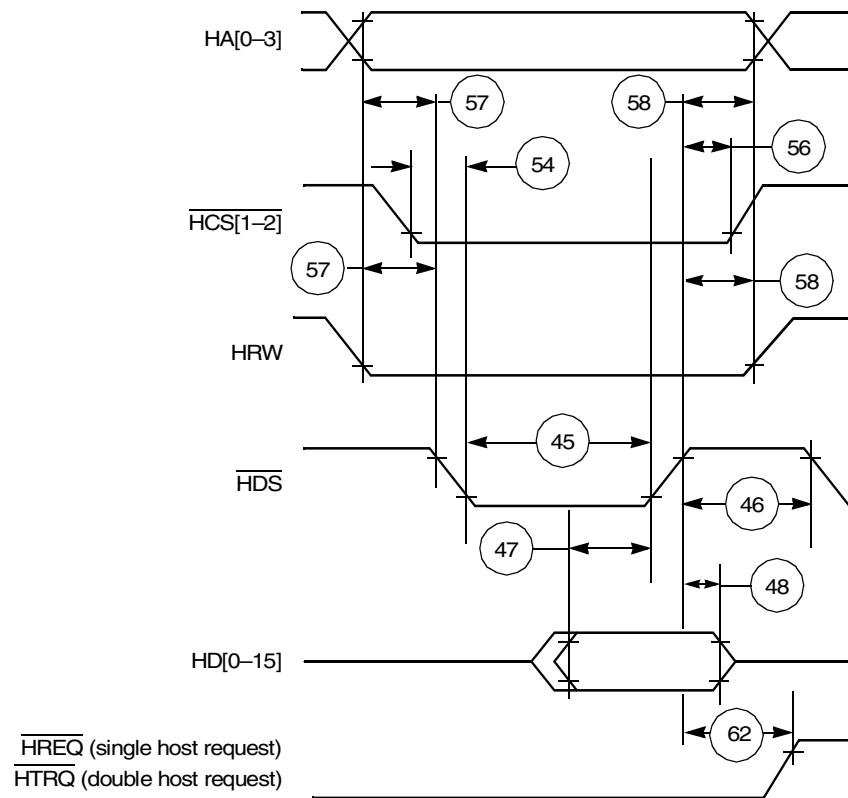 HA[0–3]
57
58
54
56
HCS[1–2]
57
58
HRW
45
HDS
46
47
48
HD[0–15]
62
HREQ (single host request)
HTRQ (double host request)